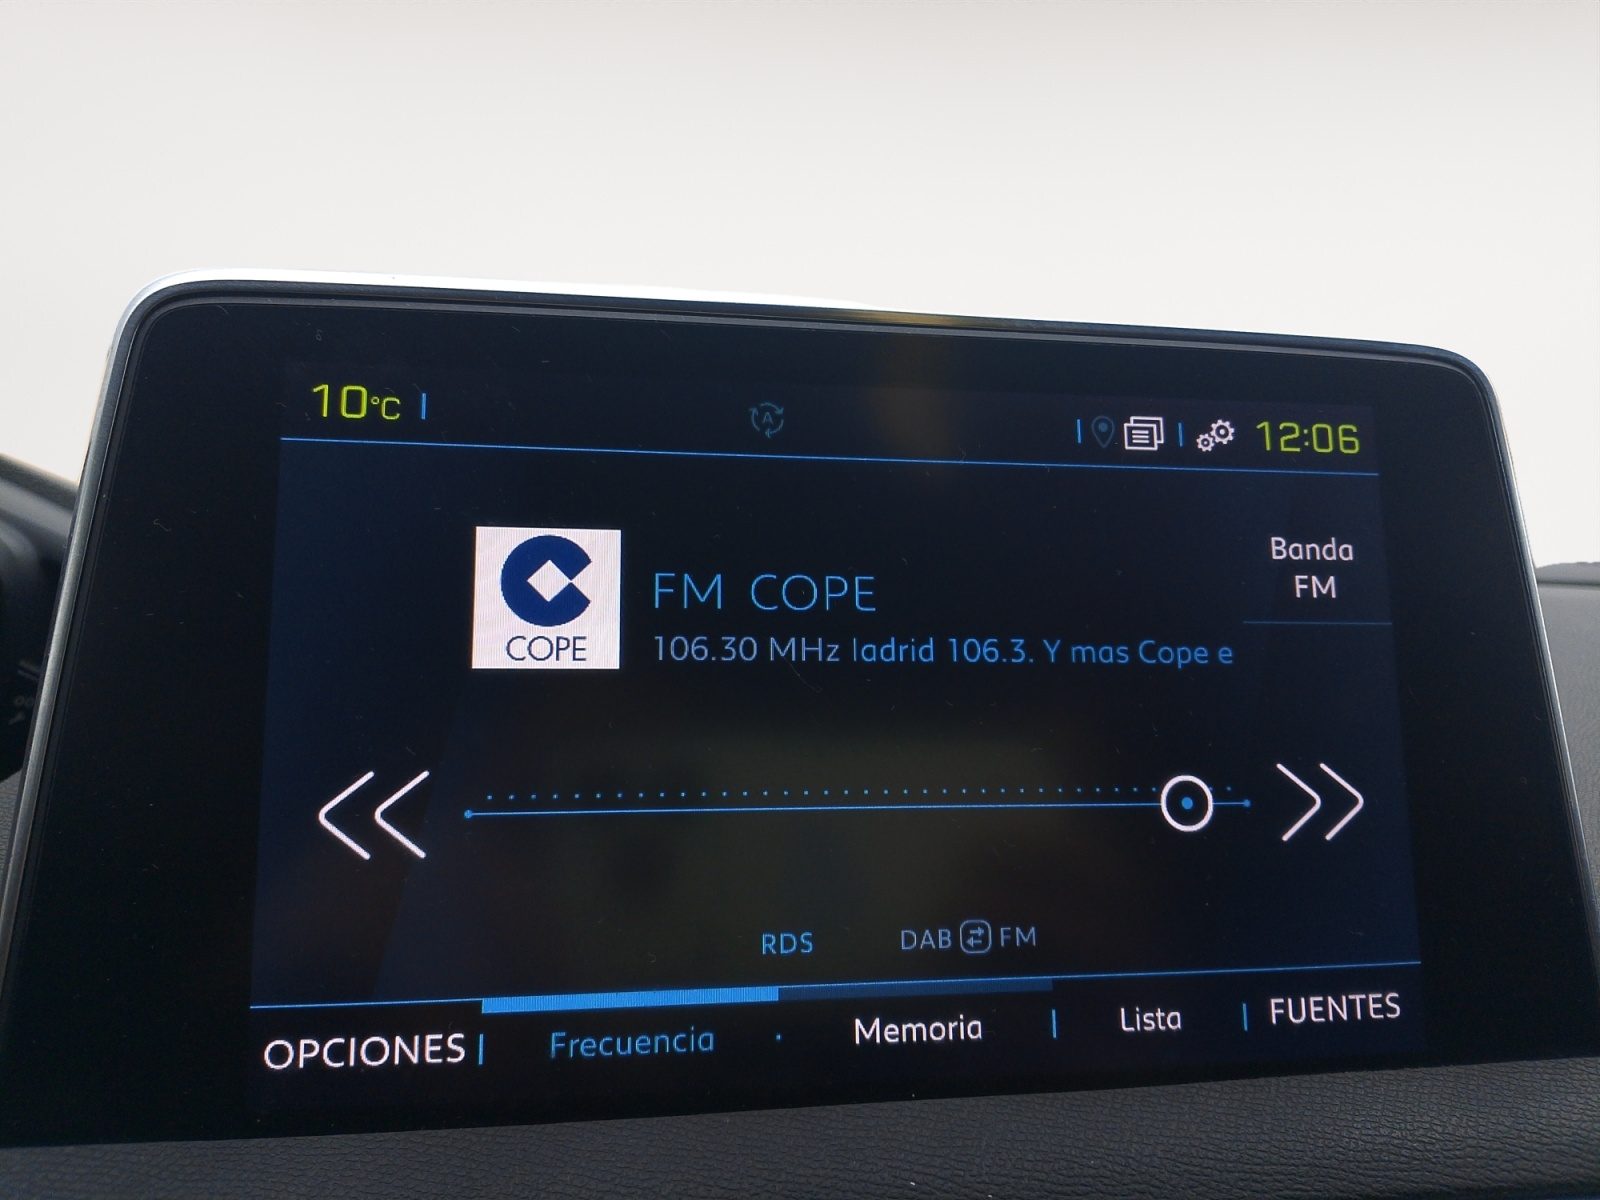 10°C
A
12:06
Banda
FM
COPE
FM COPE
106.30 MHz ladrid 106.3. Y mas Cope e
RDS
DAB FM
OPCIONES
Frecuencia
Memoria
Lista
FUENTES